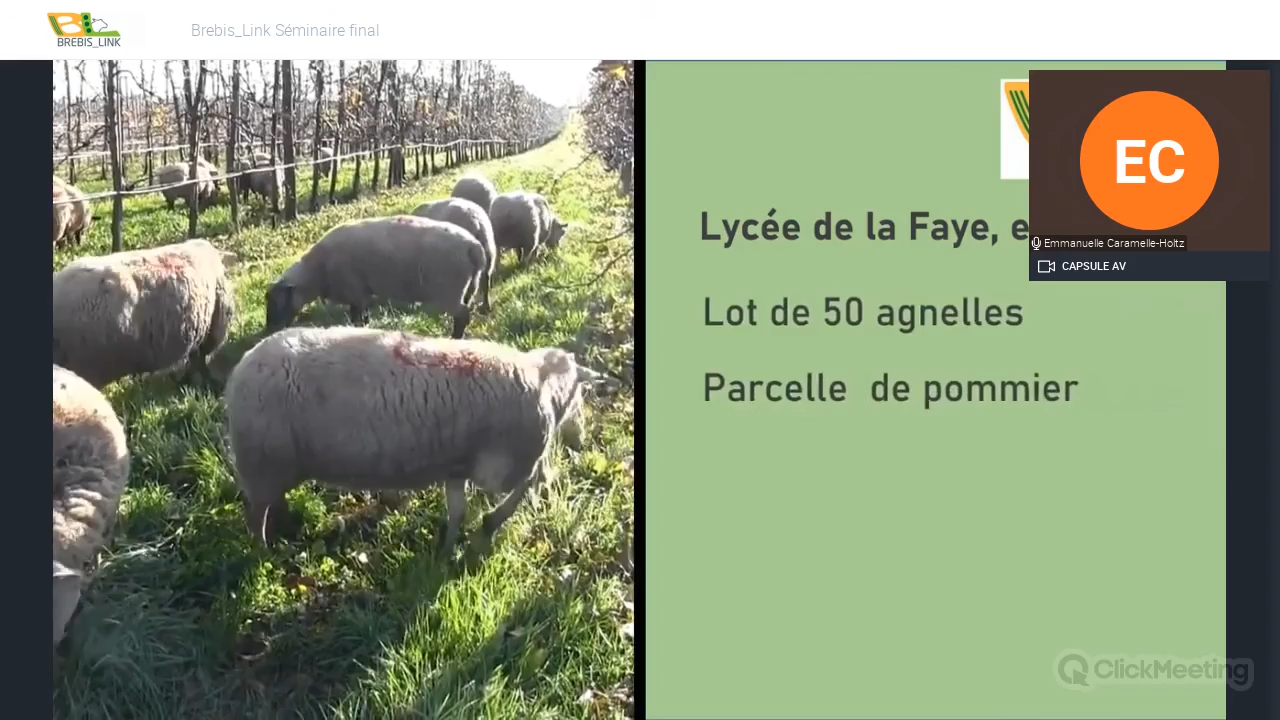 BL
BREBIS_LINK
Brebis_Link Séminaire final
EC
Emmanuelle Caramelle-Holtz
CAPSULE AV
Lycée de la Faye, e
Lot de 50 agnelles
Parcelle de pommier
ClickMeeting